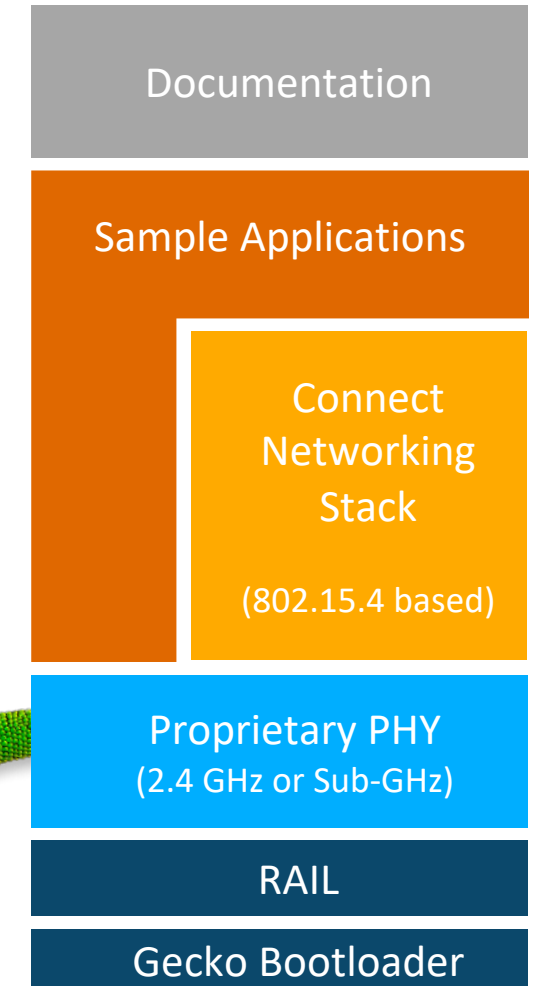 Documentation
Sample Applications
Connect
Networking
Stack
(802.15.4 based)
Proprietary PHY
(2.4 GHz or Sub-GHz)
RAIL
Gecko Bootloader